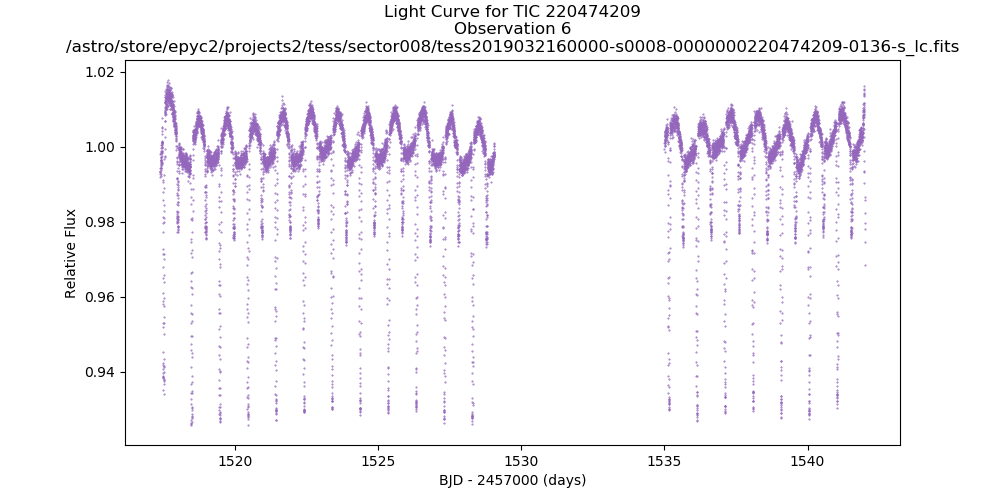 Light Curve for TIC 220474209
Observation 6
/astro/store/epyc2/projects2/tess/sector008/tess2019032160000-s0008-0000000220474209-0136-s_lc.fits
1.02
1.00
0.98
0.96
0.94
Relative Flux
1520
1525
1530
1535
1540
BJD - 2457000 (days)